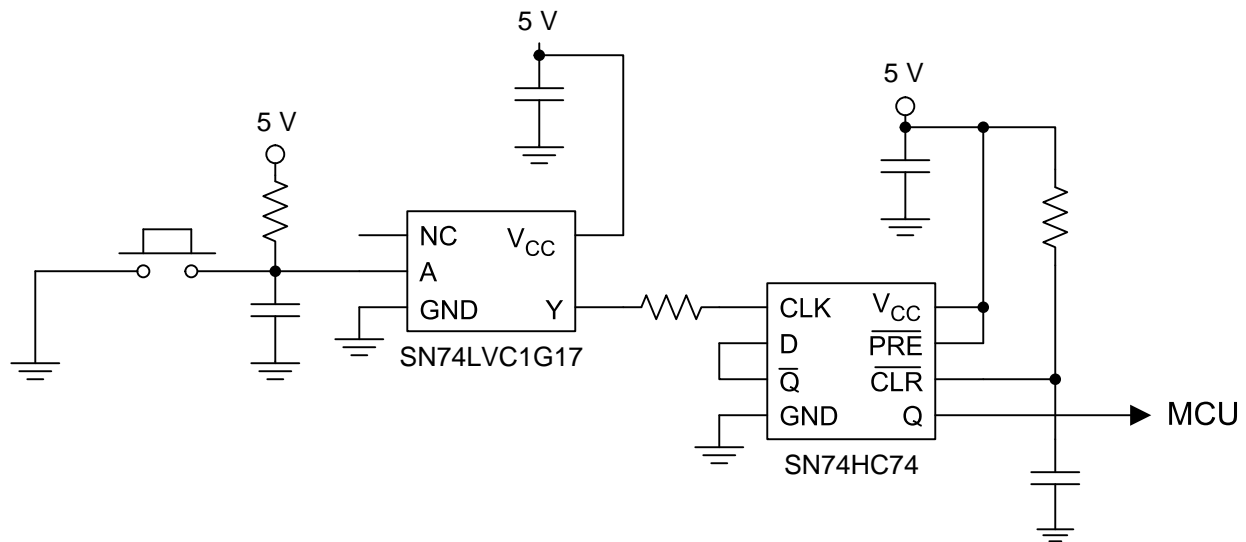 5 V
5 V
5 V
NC
VCC
A
GND
Y
SN74LVC1G17
CLK
VCC
D
PRE
Q
CLR
GND
Q
MCU
SN74HC74